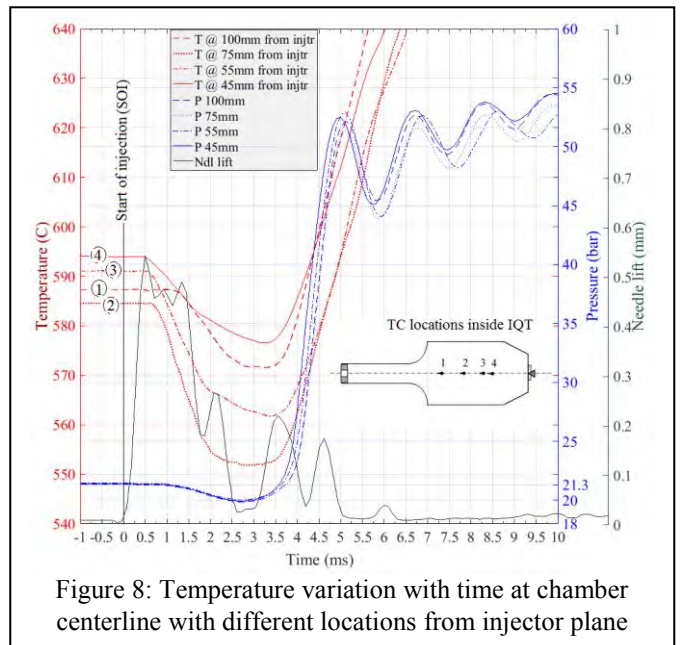 640
630
620
610
600
590
580
570
560
550
540
Temperature (C)
Start of injection (SOI)
T @ 100mm from injtr
T @ 75mm from injtr
T @ 55mm from injtr
T @ 45mm from injtr
P 100mm
P 75mm
P 55mm
P 45mm
Ndl lift
4
3
1
2
TC locations inside IQT
1 2 3 4
60
55
50
45
40
35
30
25
21.3
20
18
Pressure (bar)
1
0.9
0.8
0.7
0.6
0.5
0.4
0.3
0.2
0.1
0
Needle lift (mm)
-1 -0.5 0 0.5 1 1.5 2 2.5 3 3.5 4 4.5 5 5.5 6 6.5 7 7.5 8 8.5 9 9.5 10
Time (ms)
Figure 8: Temperature variation with time at chamber
centerline with different locations from injector plane